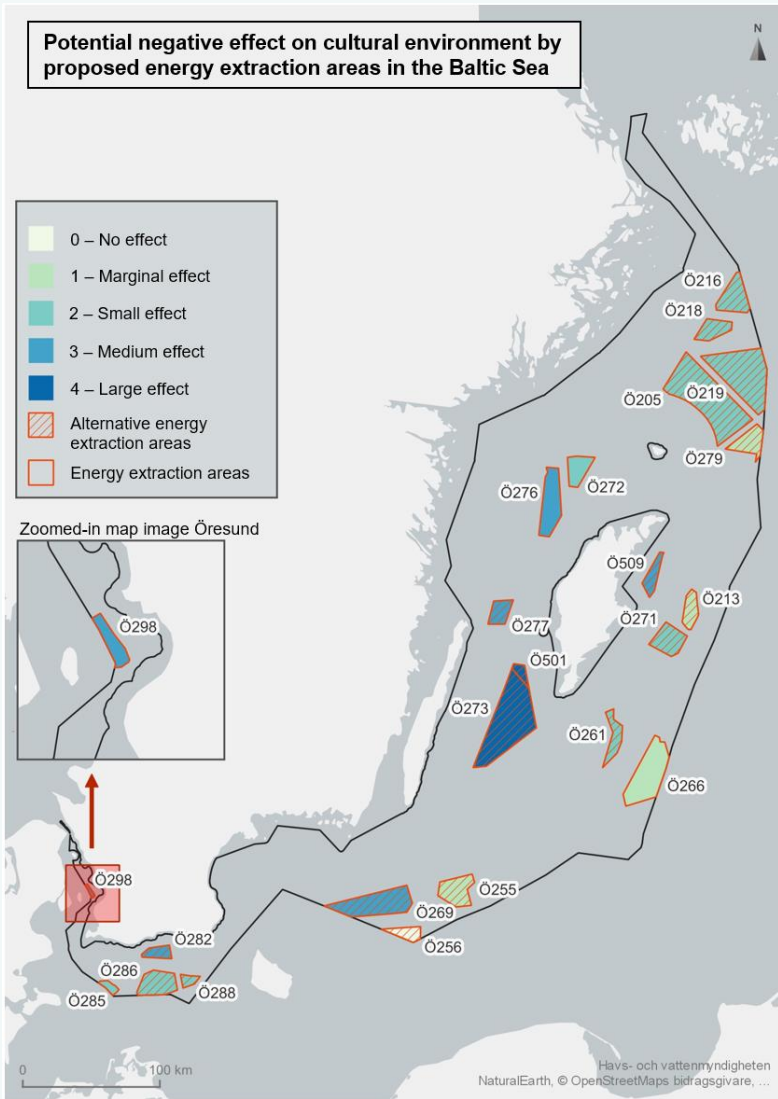 Potential negative effect on cultural environment by
proposed energy extraction areas in the Baltic Sea
N
0 – No effect
1 – Marginal effect
2 – Small effect
3 – Medium effect
4 – Large effect
Alternative energy
extraction areas
Energy extraction areas
Zoomed-in map image Öresund
Ö298
Ö216
Ö218
Ö219
Ö205
Ö279
Ö276
Ö272
Ö509
Ö213
Ö271
Ö277
Ö501
Ö273
Ö261
Ö266
Ö298
Ö255
Ö269
Ö256
Ö282
Ö286
Ö285
Ö288
0
100 km
Havs- och vattenmyndigheten
NaturalEarth, © OpenStreetMaps bidragsgivare, ...